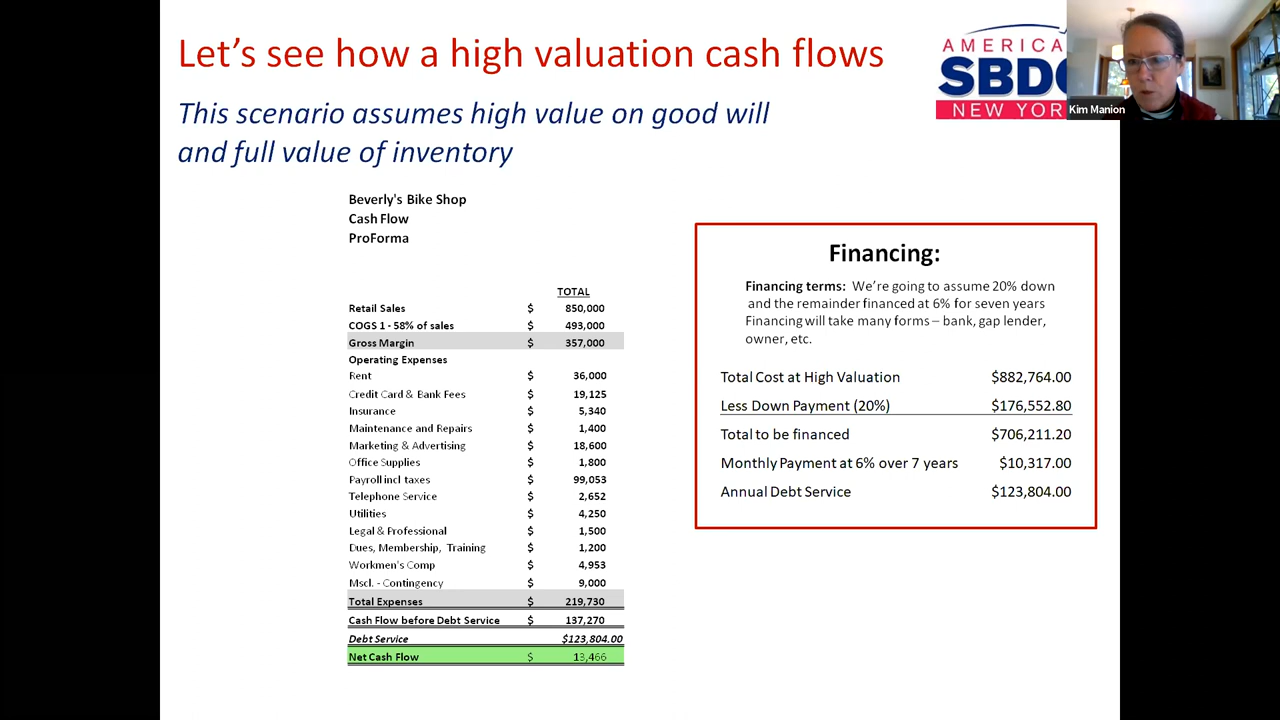 Let's see how a high valuation cash flows
This scenario assumes high value on good will
and full value of inventory
AMERICA
SBDC
NEW YOR
Kim Manion
Beverly's Bike Shop
Cash Flow
ProForma
TOTAL
Retail Sales $ 850,000
COGS 1 - 58% of sales $ 493,000
Gross Margin $ 357,000
Operating Expenses
Rent $ 36,000
Credit Card & Bank Fees $ 19,125
Insurance $ 5,340
Maintenance and Repairs $ 1,400
Marketing & Advertising $ 18,600
Office Supplies $ 1,800
Payroll incl taxes $ 99,053
Telephone Service $ 2,652
Utilities $ 4,250
Legal & Professional $ 1,500
Dues, Membership, Training $ 1,200
Workmen's Comp $ 4,953
Mscl. - Contingency $ 9,000
Total Expenses $ 219,730
Cash Flow before Debt Service $ 137,270
Debt Service $123,804.00
Net Cash Flow $ 13,466
Financing:
Financing terms: We're going to assume 20% down
and the remainder financed at 6% for seven years
Financing will take many forms – bank, gap lender,
owner, etc.
Total Cost at High Valuation $882,764.00
Less Down Payment (20%) $176,552.80
Total to be financed $706,211.20
Monthly Payment at 6% over 7 years $10,317.00
Annual Debt Service $123,804.00